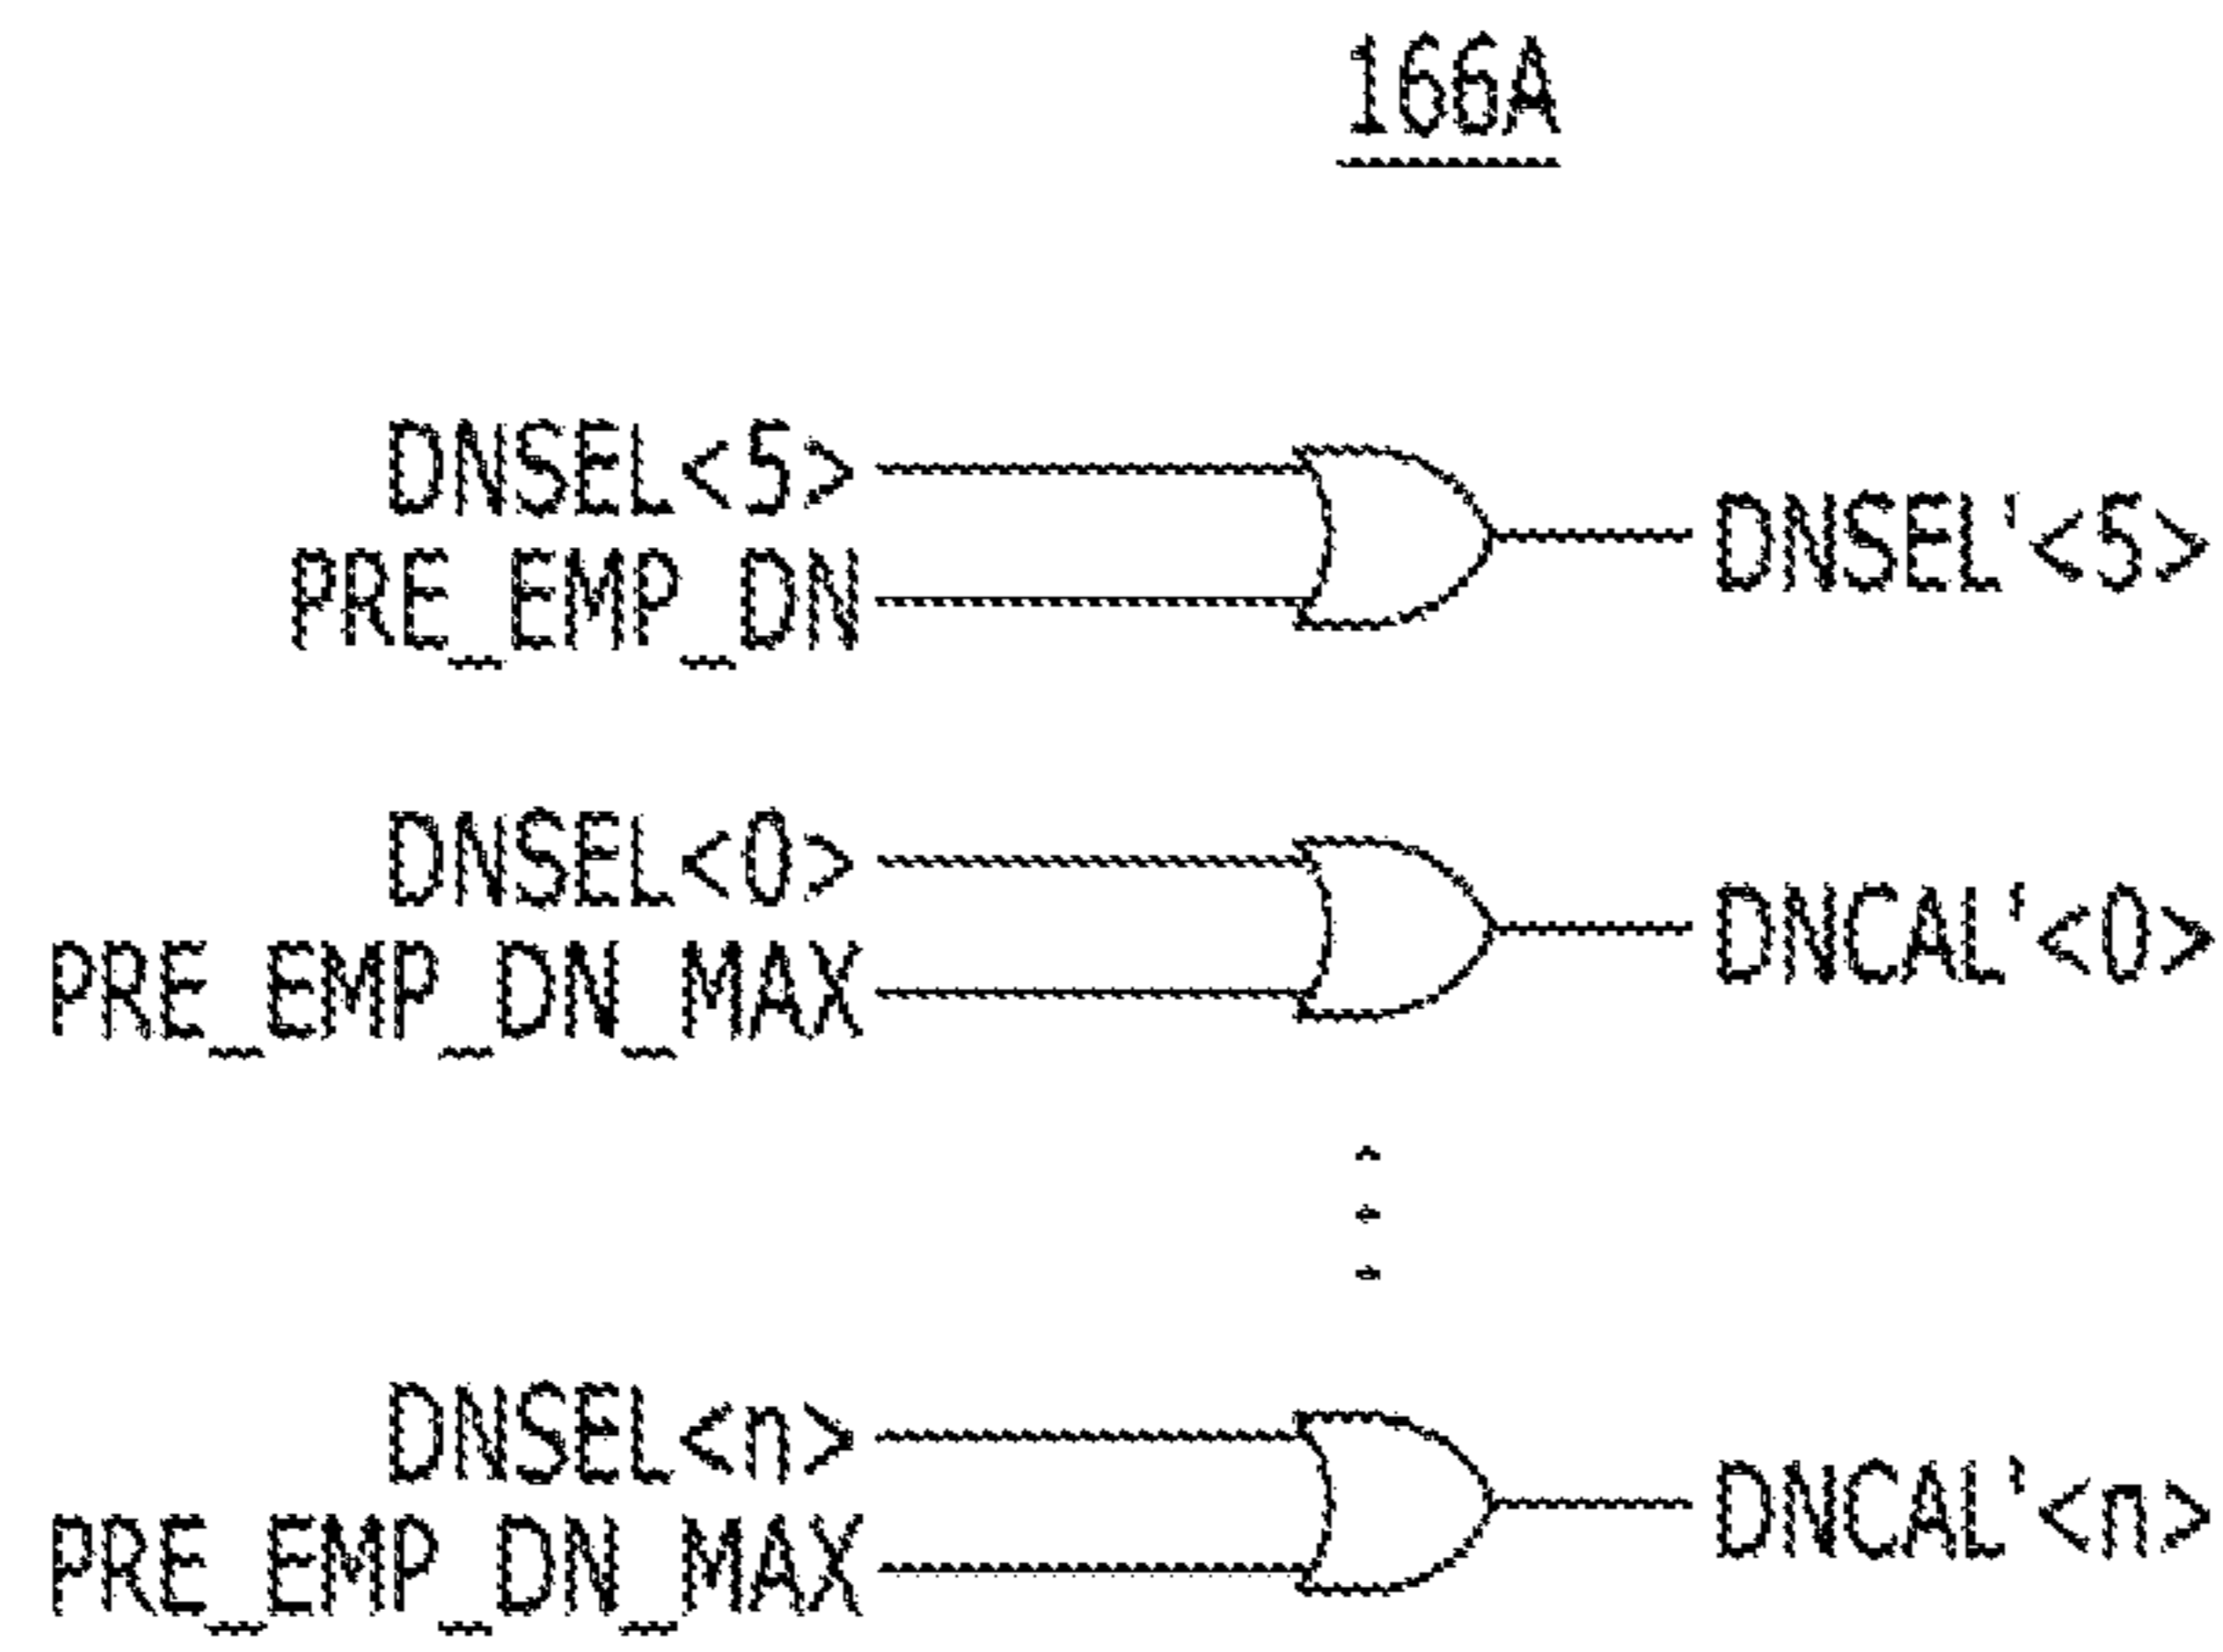 166A
DNSEL<5>
PRE_EMP_DN
DNSEL'<5>
DNSEL<0>
PRE_EMP_DN_MAX
DNCAL'<0>
DNSEL<n>
PRE_EMP_DN_MAX
DNCAL'<n>